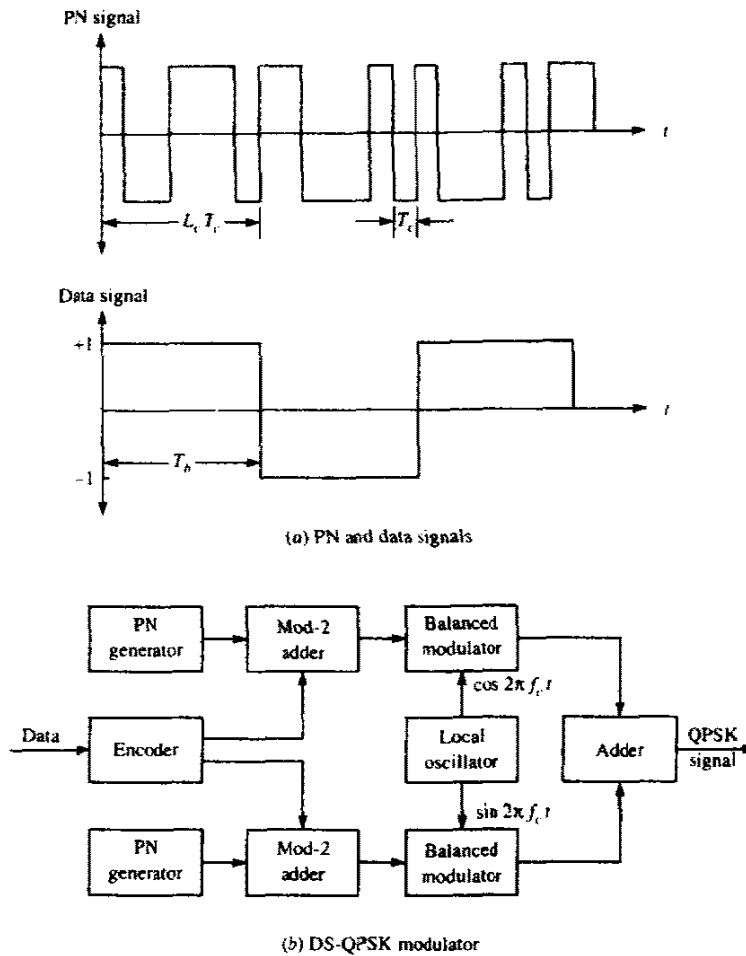 PN signal
t
L_c T_c
T_c
Data signal
+1
t
T_b
-1
(a) PN and data signals
PN generator
Mod-2 adder
Balanced modulator
cos 2π f_c t
Data
Encoder
Local oscillator
Adder
QPSK signal
sin 2π f_c t
PN generator
Mod-2 adder
Balanced modulator
(b) DS-QPSK modulator